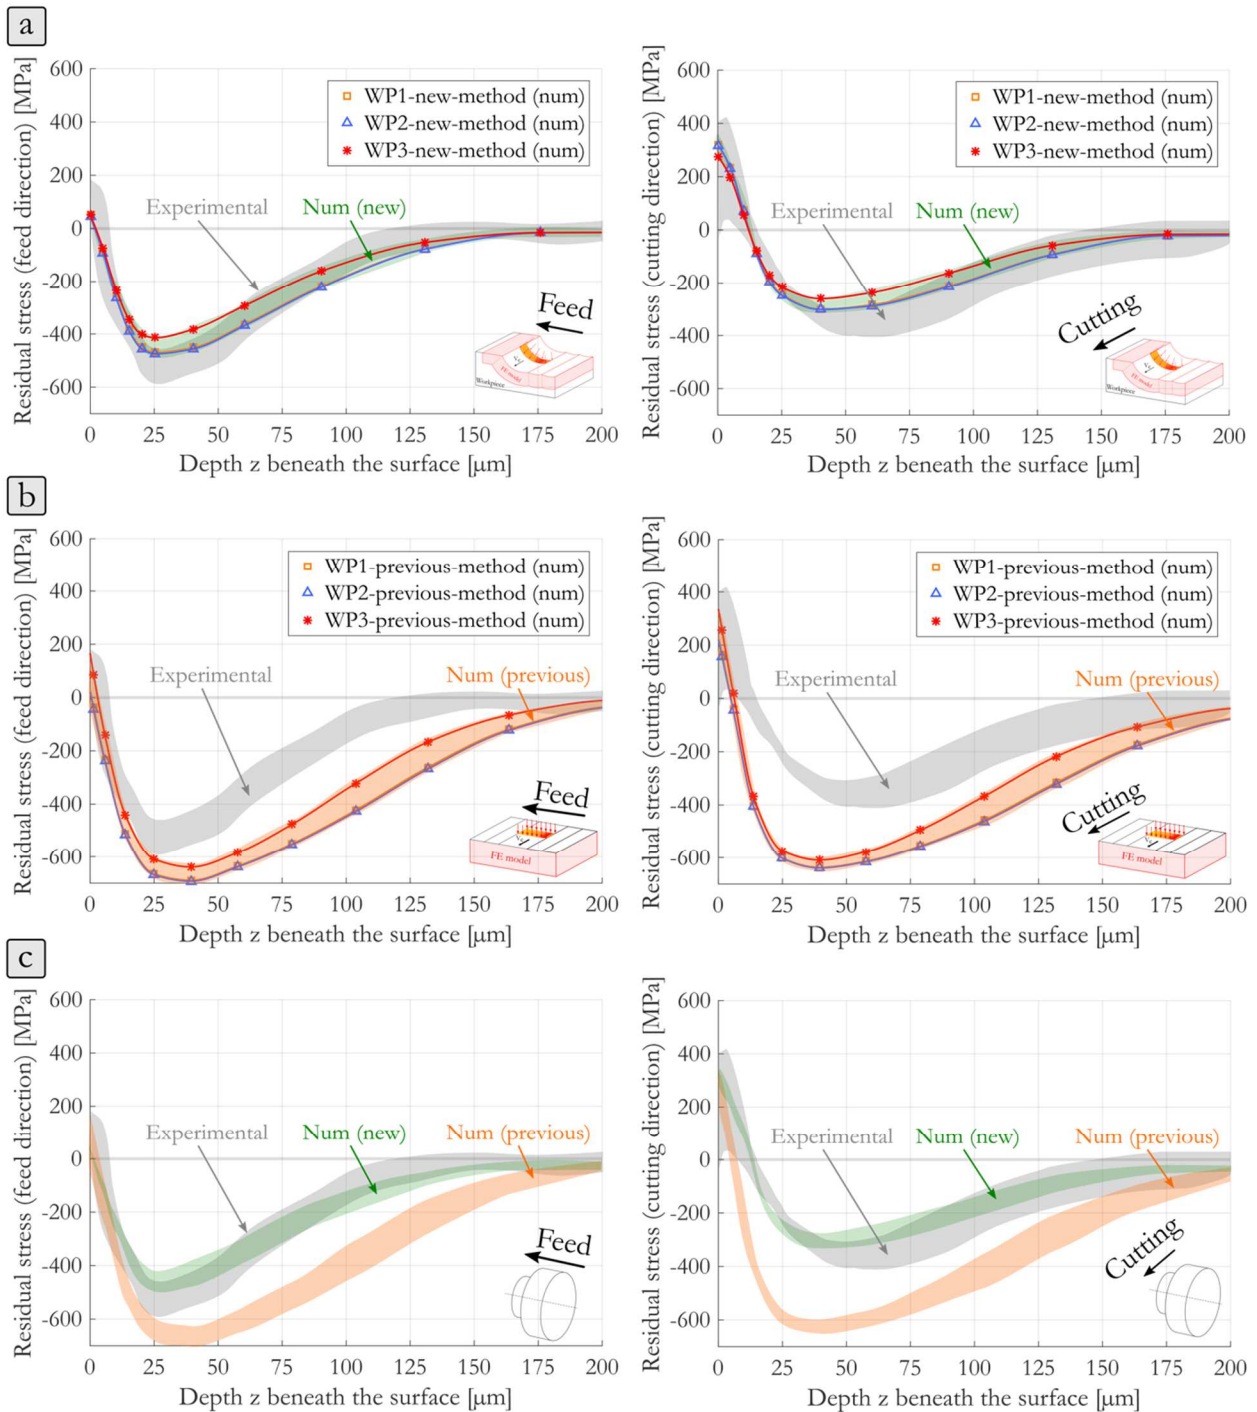 a
Residual stress (feed direction) [MPa]
600
400
200
0
-200
-400
-600
WP1-new-method (num)
WP2-new-method (num)
WP3-new-method (num)
Experimental
Num (new)
Feed
FE model
Workpiece
0 25 50 75 100 125 150 175 200
Depth z beneath the surface [µm]
Residual stress (cutting direction) [MPa]
600
400
200
0
-200
-400
-600
WP1-new-method (num)
WP2-new-method (num)
WP3-new-method (num)
Experimental
Num (new)
Cutting
FE model
Workpiece
0 25 50 75 100 125 150 175 200
Depth z beneath the surface [µm]
b
Residual stress (feed direction) [MPa]
600
400
200
0
-200
-400
-600
WP1-previous-method (num)
WP2-previous-method (num)
WP3-previous-method (num)
Experimental
Num (previous)
Feed
FE model
0 25 50 75 100 125 150 175 200
Depth z beneath the surface [µm]
Residual stress (cutting direction) [MPa]
600
400
200
0
-200
-400
-600
WP1-previous-method (num)
WP2-previous-method (num)
WP3-previous-method (num)
Experimental
Num (previous)
Cutting
FE model
0 25 50 75 100 125 150 175 200
Depth z beneath the surface [µm]
c
Residual stress (feed direction) [MPa]
600
400
200
0
-200
-400
-600
Experimental
Num (new)
Num (previous)
Feed
0 25 50 75 100 125 150 175 200
Depth z beneath the surface [µm]
Residual stress (cutting direction) [MPa]
600
400
200
0
-200
-400
-600
Experimental
Num (new)
Num (previous)
Cutting
0 25 50 75 100 125 150 175 200
Depth z beneath the surface [µm]